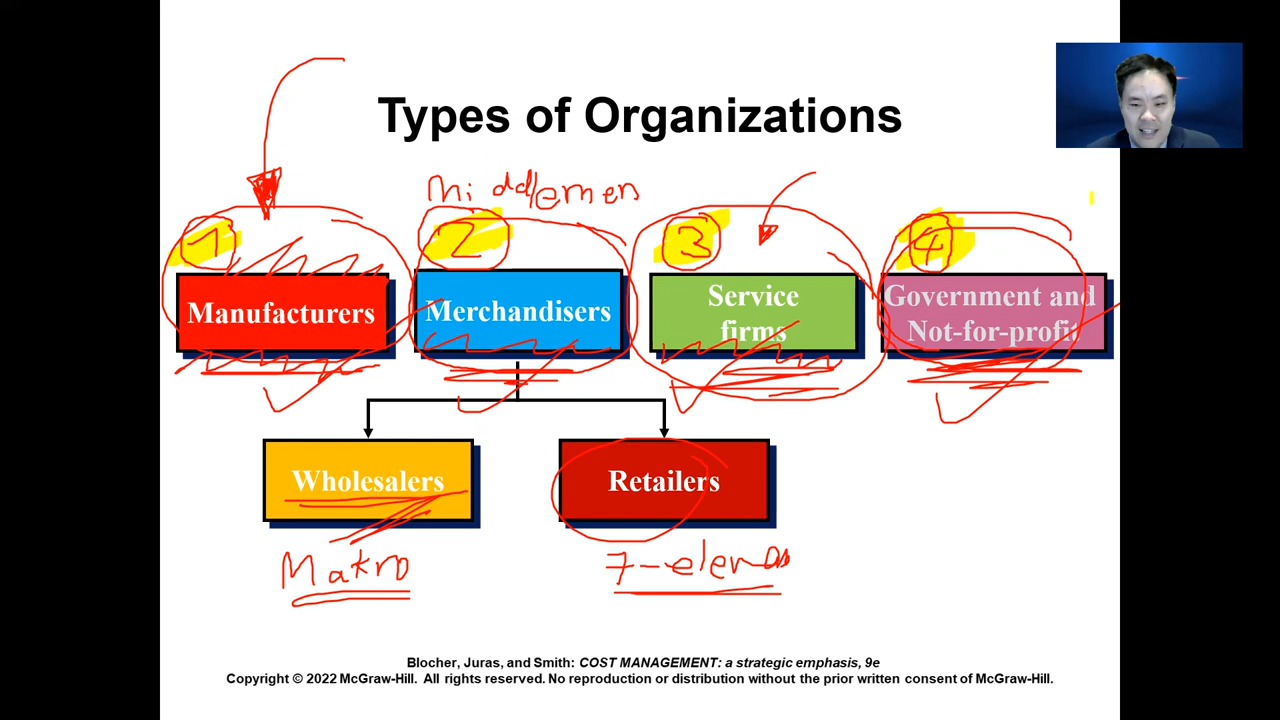 Types of Organizations
Middlemen
1
2
3
4
Manufacturers
Merchandisers
Service
firms
Government and
Not-for-profit
Wholesalers
Retailers
Makro
Blocher, Juras, and Smith: COST MANAGEMENT: a strategic emphasis, 9e
Copyright © 2022 McGraw-Hill. All rights reserved. No reproduction or distribution without the prior written consent of McGraw-Hill.